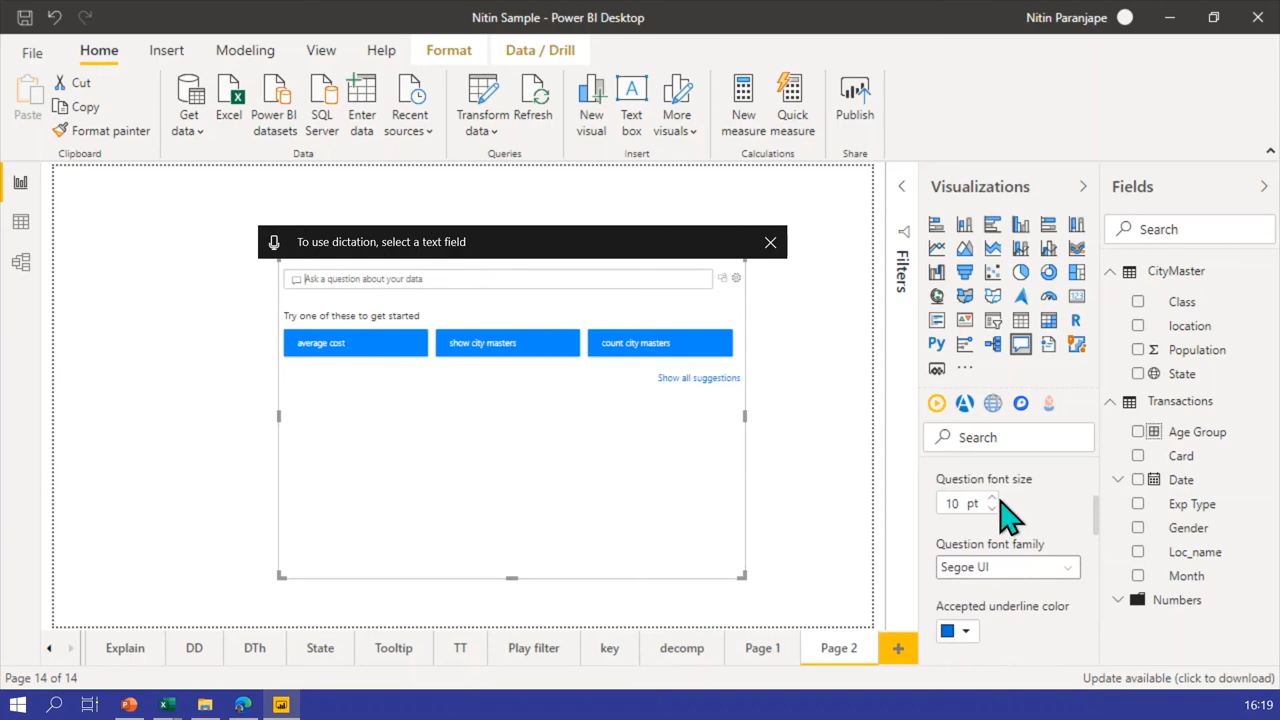 Nitin Sample - Power BI Desktop
Nitin Paranjape
File
Home
Insert
Modeling
View
Help
Format
Data / Drill
Paste
Cut
Copy
Format painter
Clipboard
Get data
Excel
Power BI datasets
SQL Server
Enter data
Recent sources
Data
Transform data
Refresh
Queries
New visual
Text box
More visuals
Insert
New measure
Quick measure
Calculations
Publish
Share
To use dictation, select a text field
Ask a question about your data
Try one of these to get started
average cost
show city masters
count city masters
Show all suggestions
Filters
Visualizations
R
Py
Search
Question font size
10 pt
Question font family
Segoe UI
Accepted underline color
Fields
Search
CityMaster
Class
location
Σ Population
State
Transactions
Age Group
Card
Date
Exp Type
Gender
Loc_name
Month
Numbers
Explain
DD
DTh
State
Tooltip
TT
Play filter
key
decomp
Page 1
Page 2
+
Page 14 of 14
Update available (click to download)
16:19